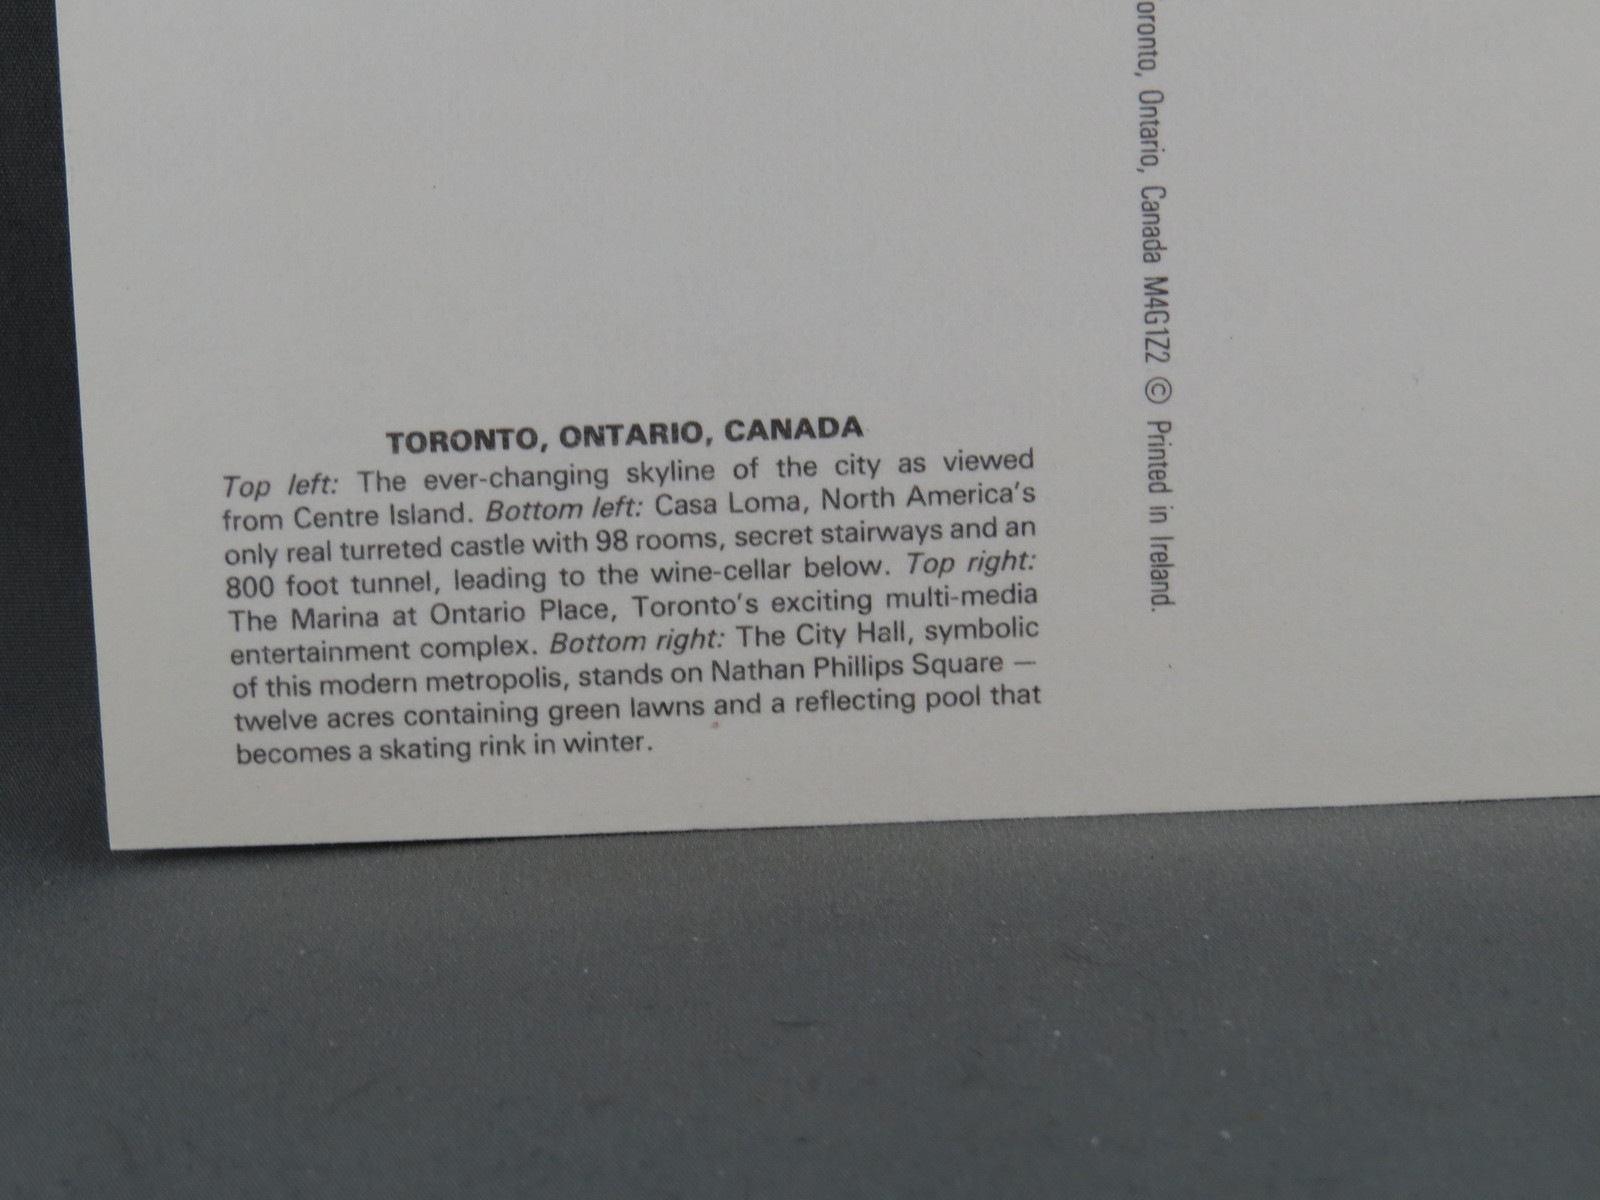 TORONTO, ONTARIO, CANADA
Top left: The ever-changing skyline of the city as viewed
from Centre Island. Bottom left: Casa Loma, North America's
only real turreted castle with 98 rooms, secret stairways and an
800 foot tunnel, leading to the wine-cellar below. Top right:
The Marina at Ontario Place, Toronto's exciting multi-media
entertainment complex. Bottom right: The City Hall, symbolic
of this modern metropolis, stands on Nathan Phillips Square —
twelve acres containing green lawns and a reflecting pool that
becomes a skating rink in winter.
oronto, Ontario, Canada M4G1Z2 © Printed in Ireland.